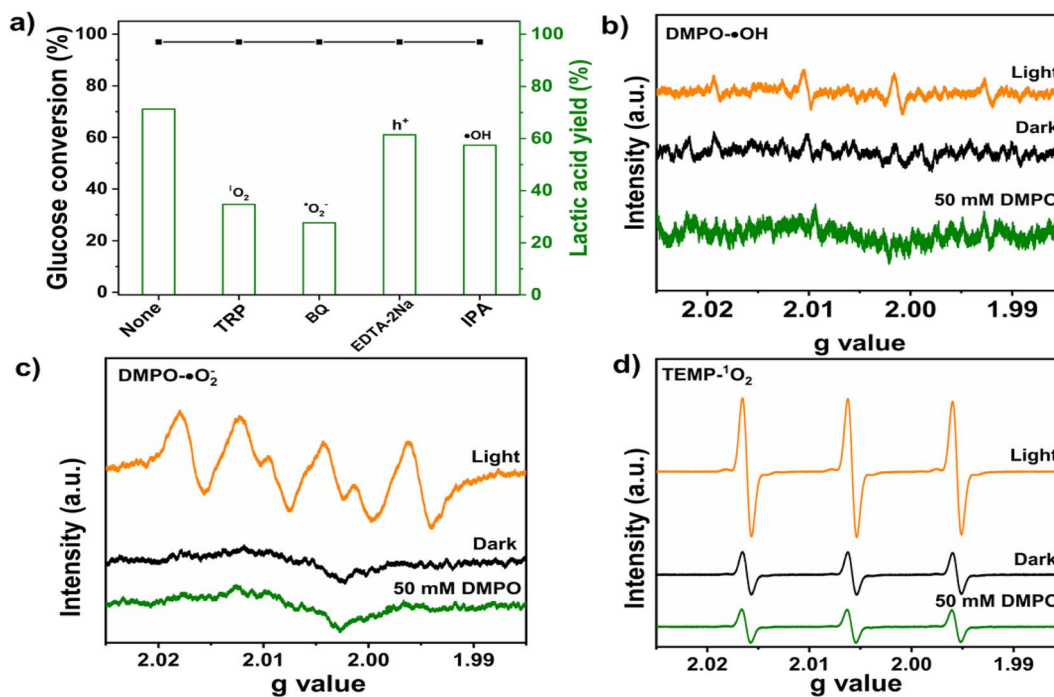 a)
Glucose conversion (%)
100
80
60
40
20
0
¹O₂
•O₂⁻
h⁺
•OH
None
TRP
BQ
EDTA-2Na
IPA
100
80
60
40
20
0
Lactic acid yield (%)
b)
DMPO-•OH
Light
Dark
50 mM DMPO
Intensity (a.u.)
2.02 2.01 2.00 1.99
g value
c)
DMPO-•O₂⁻
Light
Dark
50 mM DMPO
Intensity (a.u.)
2.02 2.01 2.00 1.99
g value
d)
TEMP-¹O₂
Light
Dark
50 mM DMPO
Intensity (a.u.)
2.02 2.01 2.00 1.99
g value